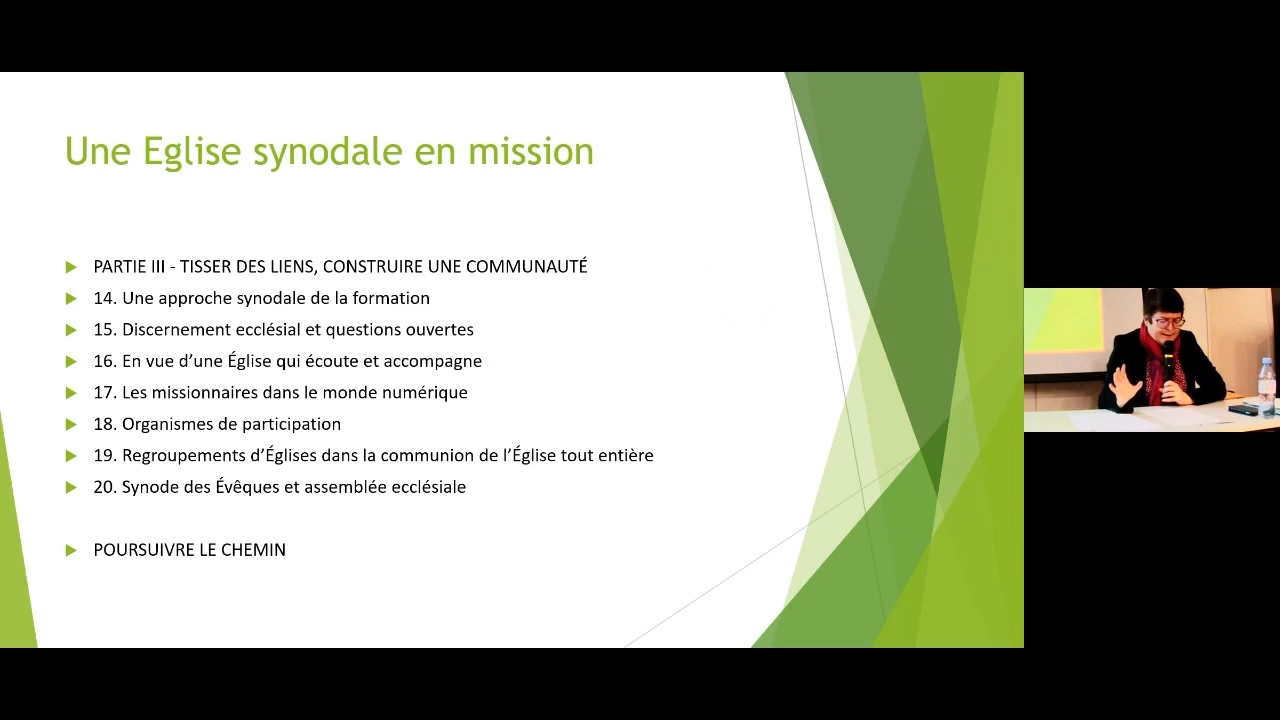 Une Eglise synodale en mission
PARTIE III - TISSER DES LIENS, CONSTRUIRE UNE COMMUNAUTÉ
14. Une approche synodale de la formation
15. Discernement ecclésial et questions ouvertes
16. En vue d’une Église qui écoute et accompagne
17. Les missionnaires dans le monde numérique
18. Organismes de participation
19. Regroupements d’Églises dans la communion de l’Église tout entière
20. Synode des Évêques et assemblée ecclésiale
POURSUIVRE LE CHEMIN